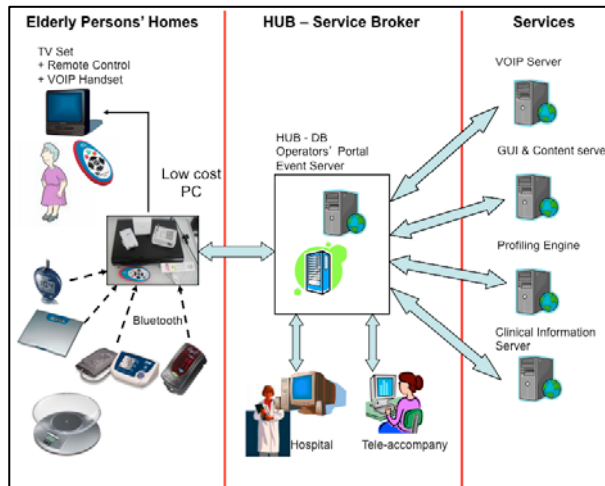 Elderly Persons' Homes
HUB – Service Broker
Services
TV Set
+ Remote Control
+ VOIP Handset
VOIP Server
HUB - DB
Operators' Portal
Event Server
GUI & Content serve
Low cost
PC
Profiling Engine
Bluetooth
Clinical Information
Server
Hospital
Tele-accompany